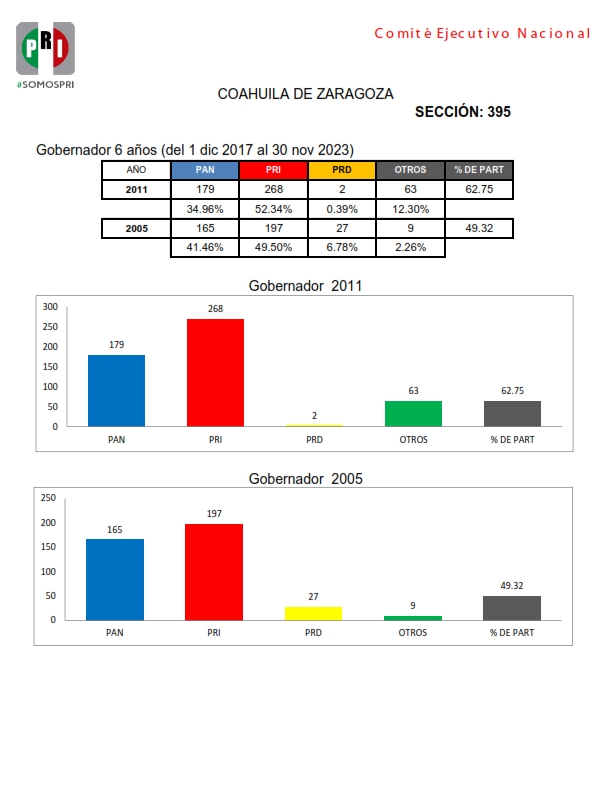 Comité Ejecutivo Nacional
PRI
#SOMOSPRI
COAHUILA DE ZARAGOZA
SECCIÓN: 395
Gobernador 6 años (del 1 dic 2017 al 30 nov 2023)
AÑO PAN PRI PRD OTROS % DE PART
2011 179 268 2 63 62.75
34.96% 52.34% 0.39% 12.30%
2005 165 197 27 9 49.32
41.46% 49.50% 6.78% 2.26%
Gobernador 2011
300
250
200
150
100
50
0
179
268
2
63
62.75
PAN PRI PRD OTROS % DE PART
Gobernador 2005
250
200
150
100
50
0
165
197
27
9
49.32
PAN PRI PRD OTROS % DE PART